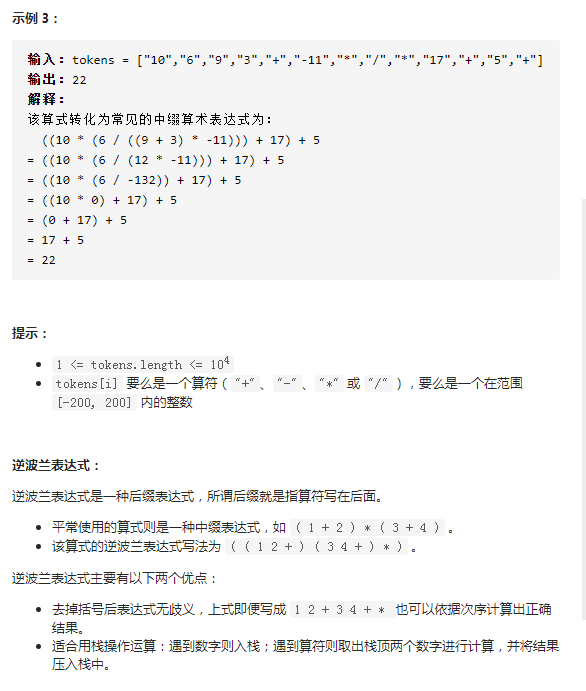 示例 3：
输入：tokens = ["10","6","9","3","+","-11","*","/","*","17","+","5","+"]
输出：22
解释：
该算式转化为常见的中缀算术表达式为：
((10 * (6 / ((9 + 3) * -11))) + 17) + 5
= ((10 * (6 / (12 * -11))) + 17) + 5
= ((10 * (6 / -132)) + 17) + 5
= ((10 * 0) + 17) + 5
= (0 + 17) + 5
= 17 + 5
= 22
提示：
• 1 <= tokens.length <= 10⁴
• tokens[i] 要么是一个算符（"+"、"-"、"*" 或 "/"），要么是一个在范围
[-200, 200] 内的整数
逆波兰表达式：
逆波兰表达式是一种后缀表达式，所谓后缀就是指算符写在后面。
• 平常使用的算式则是一种中缀表达式，如 ( 1 + 2 ) * ( 3 + 4 ) 。
• 该算式的逆波兰表达式写法为 ( ( 1 2 + ) ( 3 4 + ) * ) 。
逆波兰表达式主要有以下两个优点：
• 去掉括号后表达式无歧义，上式即便写成 1 2 + 3 4 + * 也可以依据次序计算出正确
结果。
• 适合用栈操作运算：遇到数字则入栈；遇到算符则取出栈顶两个数字进行计算，并将结果
压入栈中。